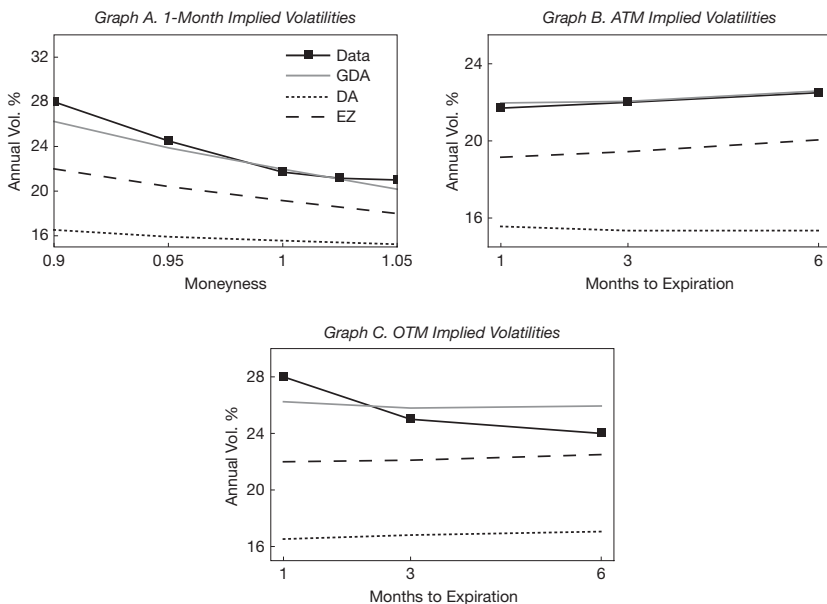 Graph A. 1-Month Implied Volatilities
Annual Vol. %
32
28
24
20
16
0.9
0.95
1
1.05
Moneyness
Data
GDA
DA
EZ
Graph B. ATM Implied Volatilities
Annual Vol. %
24
20
16
1
3
6
Months to Expiration
Graph C. OTM Implied Volatilities
Annual Vol. %
28
24
20
16
1
3
6
Months to Expiration